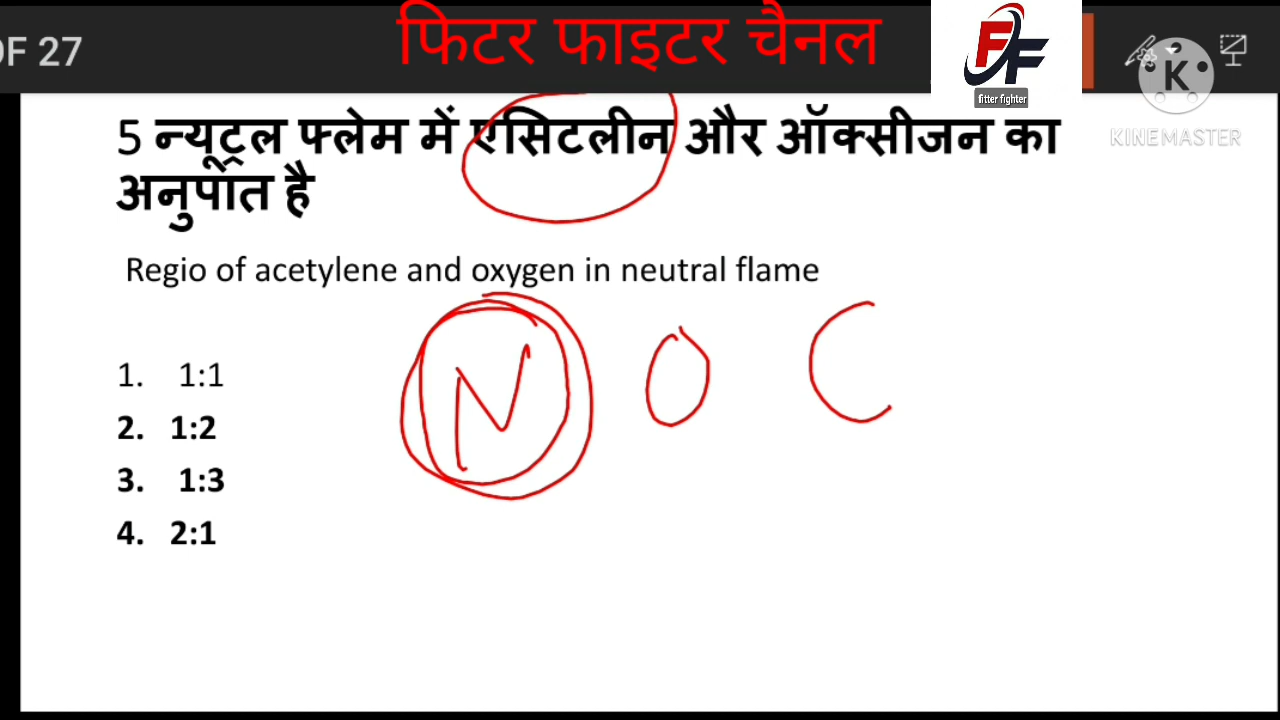 OF 27
फिटर फाइटर चैनल
FF
fitter fighter
K
KINEMASTER
5 न्यूट्रल फ्लेम में एसिटलीन और ऑक्सीजन का
अनुपात है
Regio of acetylene and oxygen in neutral flame
N O C
1. 1:1
2. 1:2
3. 1:3
4. 2:1